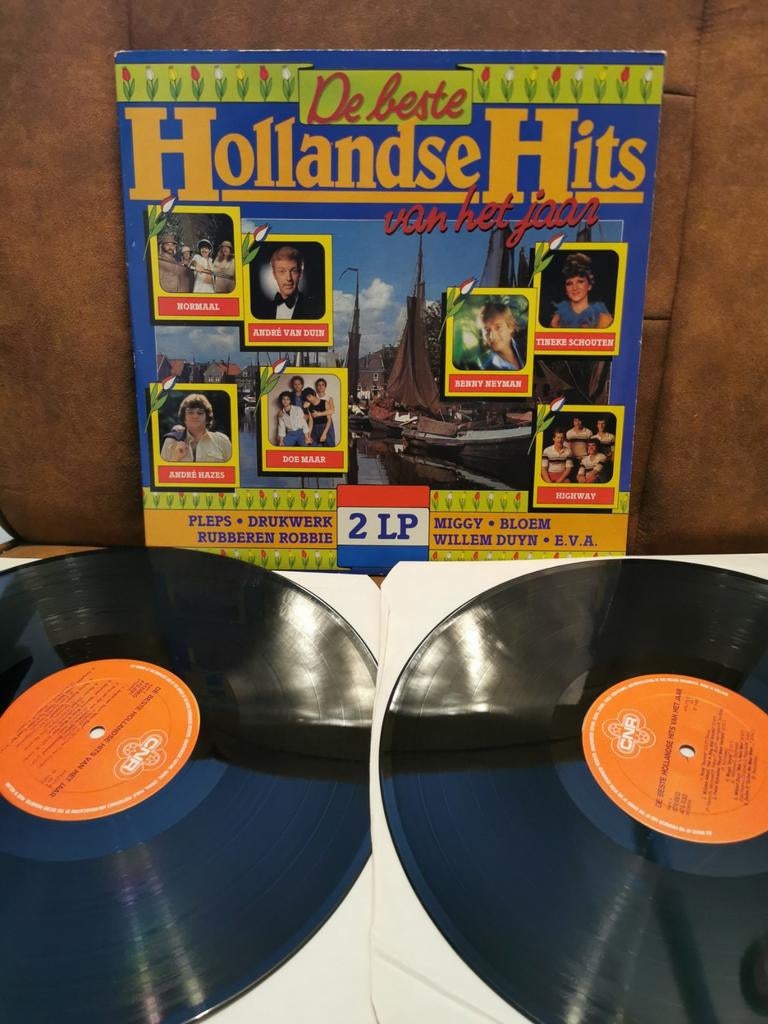 De beste
Hollandse Hits
van het jaar
NORMAAL
ANDRÉ VAN DUIN
BENNY NEYMAN
TINEKE SCHOUTEN
ANDRÉ HAZES
DOE MAAR
HIGHWAY
PLEPS • DRUKWERK
RUBBEREN ROBBIE
2 LP
MIGGY • BLOEM
WILLEM DUYN • E.V.A.
CNR
DE BESTE HOLLANDSE HITS VAN HET JAAR
CNR
DE BESTE HOLLANDSE HITS VAN HET JAAR